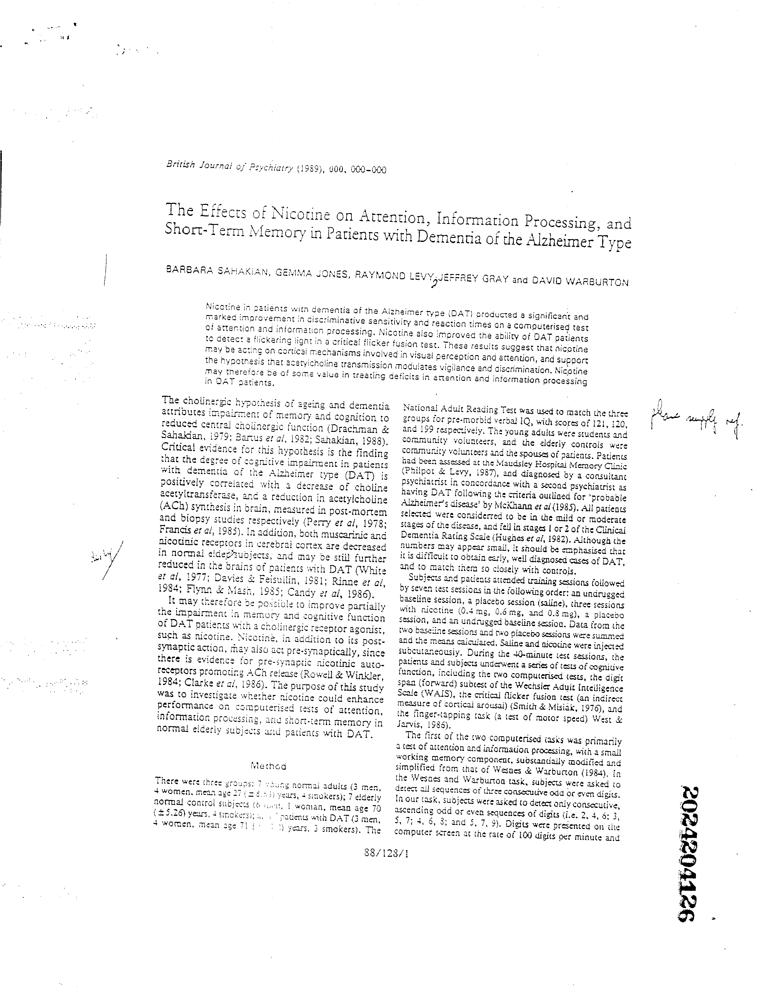 British Journal of Psychiatry (1989), 000, 000–000
The Effects of Nicotine on Attention, Information Processing, and
Short-Term Memory in Patients with Dementia of the Alzheimer Type
BARBARA SAHAKIAN, GEMMA JONES, RAYMOND LEVY, JEFFREY GRAY and DAVID WARBURTON
Nicotine in patients with dementia of the Alzheimer type (DAT) produced a significant and
marked improvement in discriminative sensitivity and reaction times on a computerised test
of attention and information processing. Nicotine also improved the ability of DAT patients
to detect a flickering light in a critical flicker fusion test. These results suggest that nicotine
may be acting on cortical mechanisms involved in visual perception and attention, and support
the hypothesis that acetylcholine transmission modulates vigilance and discrimination. Nicotine
may therefore be of some value in treating deficits in attention and information processing
in DAT patients.
The cholinergic hypothesis of ageing and dementia
attributes impairment of memory and cognition to
reduced central cholinergic function (Drachman &
Sahakian, 1979; Bartus et al, 1982; Sahakian, 1988).
Critical evidence for this hypothesis is the finding
that the degree of cognitive impairment in patients
with dementia of the Alzheimer type (DAT) is
positively correlated with a decrease of choline
acetyltransferase, and a reduction in acetylcholine
(ACh) synthesis in brain, measured in post-mortem
and biopsy studies respectively (Perry et al, 1978;
Francis et al, 1985). In addition, both muscarinic and
nicotinic receptors in cerebral cortex are decreased
in normal elder subjects, and may be still further
reduced in the brains of patients with DAT (White
et al, 1977; Davies & Feisullin, 1981; Rinne et al,
1984; Flynn & Mash, 1985; Candy et al, 1986).
It may therefore be possible to improve partially
the impairment in memory and cognitive function
of DAT patients with a cholinergic receptor agonist,
such as nicotine. Nicotine, in addition to its post-
synaptic action, may also act pre-synaptically, since
there is evidence for pre-synaptic nicotinic auto-
receptors promoting ACh release (Rowell & Winkler,
1984; Clarke et al, 1986). The purpose of this study
was to investigate whether nicotine could enhance
performance on computerised tests of attention,
information processing, and short-term memory in
normal elderly subjects and patients with DAT.
Method
There were three groups: 7 young normal adults (3 men,
4 women, mean age 27 (± years, 4 smokers); 7 elderly
normal control subjects (6 men, 1 woman, mean age 70
(±5.26) years, 4 smokers); patients with DAT (3 men,
4 women, mean age 71 years, 3 smokers). The
National Adult Reading Test was used to match the three
groups for pre-morbid verbal IQ, with scores of 121, 120,
and 199 respectively. The young adults were students and
community volunteers, and the elderly controls were
community volunteers and the spouses of patients. Patients
had been assessed at the Maudsley Hospital Memory Clinic
(Philpot & Levy, 1987), and diagnosed by a consultant
psychiatrist in concordance with a second psychiatrist as
having DAT following the criteria outlined for 'probable
Alzheimer's disease' by McKhann et al (1985). All patients
selected were considerred to be in the mild or moderate
stages of the disease, and fell in stages 1 or 2 of the Clinical
Dementia Rating Scale (Hughes et al, 1982). Although the
numbers may appear small, it should be emphasised that
it is difficult to obtain early, well diagnosed cases of DAT,
and to match them so closely with controls.
Subjects and patients attended training sessions followed
by seven test sessions in the following order: an undrugged
baseline session, a placebo session (saline), three sessions
with nicotine (0.4 mg, 0.6 mg, and 0.8 mg), a placebo
session, and an undrugged baseline session. Data from the
two baseline sessions and two placebo sessions were summed
and the means calculated. Saline and nicotine were injected
subcutaneously. During the 40-minute test sessions, the
patients and subjects underwent a series of tests of cognitive
function, including the two computerised tests, the digit
span (forward) subtest of the Wechsler Adult Intelligence
Scale (WAIS), the critical flicker fusion test (an indirect
measure of cortical arousal) (Smith & Misiak, 1976), and
the finger-tapping task (a test of motor speed) West &
Jarvis, 1986).
The first of the two computerised tasks was primarily
a test of attention and information processing, with a small
working memory component, substantially modified and
simplified from that of Wesnes & Warburton (1984). In
the Wesnes and Warburton task, subjects were asked to
detect all sequences of three consecutive odd or even digits.
In our task, subjects were asked to detect only consecutive,
ascending odd or even sequences of digits (i.e. 2, 4, 6; 3,
5, 7; 4, 6, 8; and 5, 7, 9). Digits were presented on the
computer screen at the rate of 100 digits per minute and
please supply ref.
88/128/1
2024204126